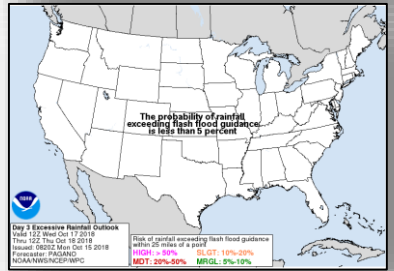 The probability of rainfall
exceeding flash flood guidance
is less than 5 percent
NOAA
Day 3 Excessive Rainfall Outlook
Valid 12Z Wed Oct 17 2018
Thru 12Z Thu Oct 18 2018
Issued: 0820Z Mon Oct 15 2018
Forecaster: PAGANO
NOAA/NWS/NCEP/WPC
Risk of rainfall exceeding flash flood guidance
within 25 miles of a point
HIGH: > 50% SLGT: 10%-20%
MDT: 20%-50% MRGL: 5%-10%